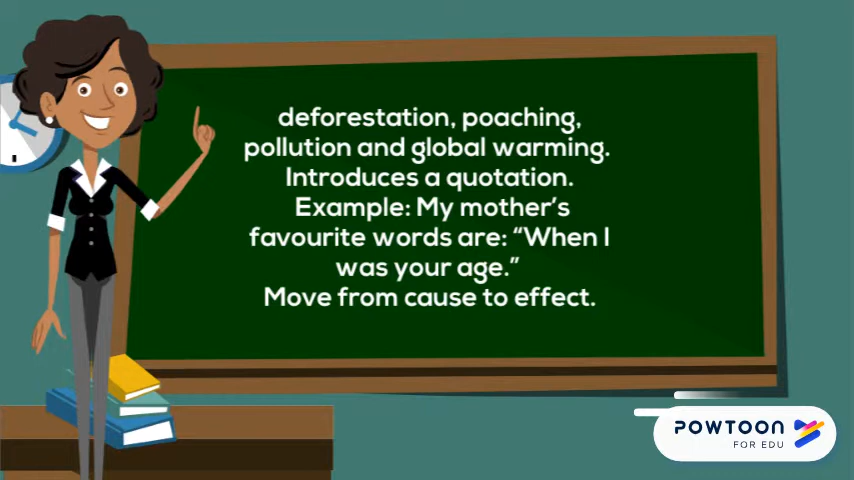 deforestation, poaching,
pollution and global warming.
Introduces a quotation.
Example: My mother’s
favourite words are: “When I
was your age.”
Move from cause to effect.
POWTOON
FOR EDU